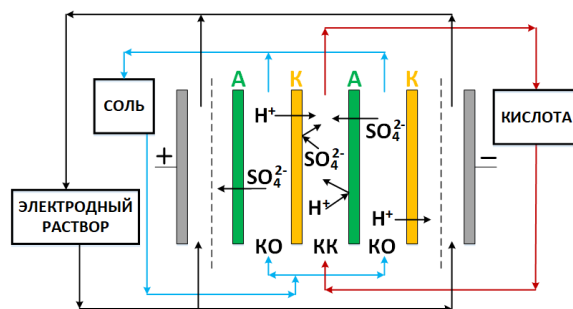 А К А К
СОЛЬ
H⁺
SO₄²⁻
КИСЛОТА
+
SO₄²⁻
–
SO₄²⁻
ЭЛЕКТРОДНЫЙ
РАСТВОР
H⁺
H⁺
КО КК КО